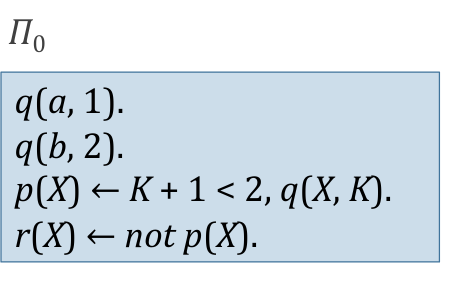 Π₀
q(a, 1).
q(b, 2).
p(X) ← K + 1 < 2, q(X, K).
r(X) ← not p(X).